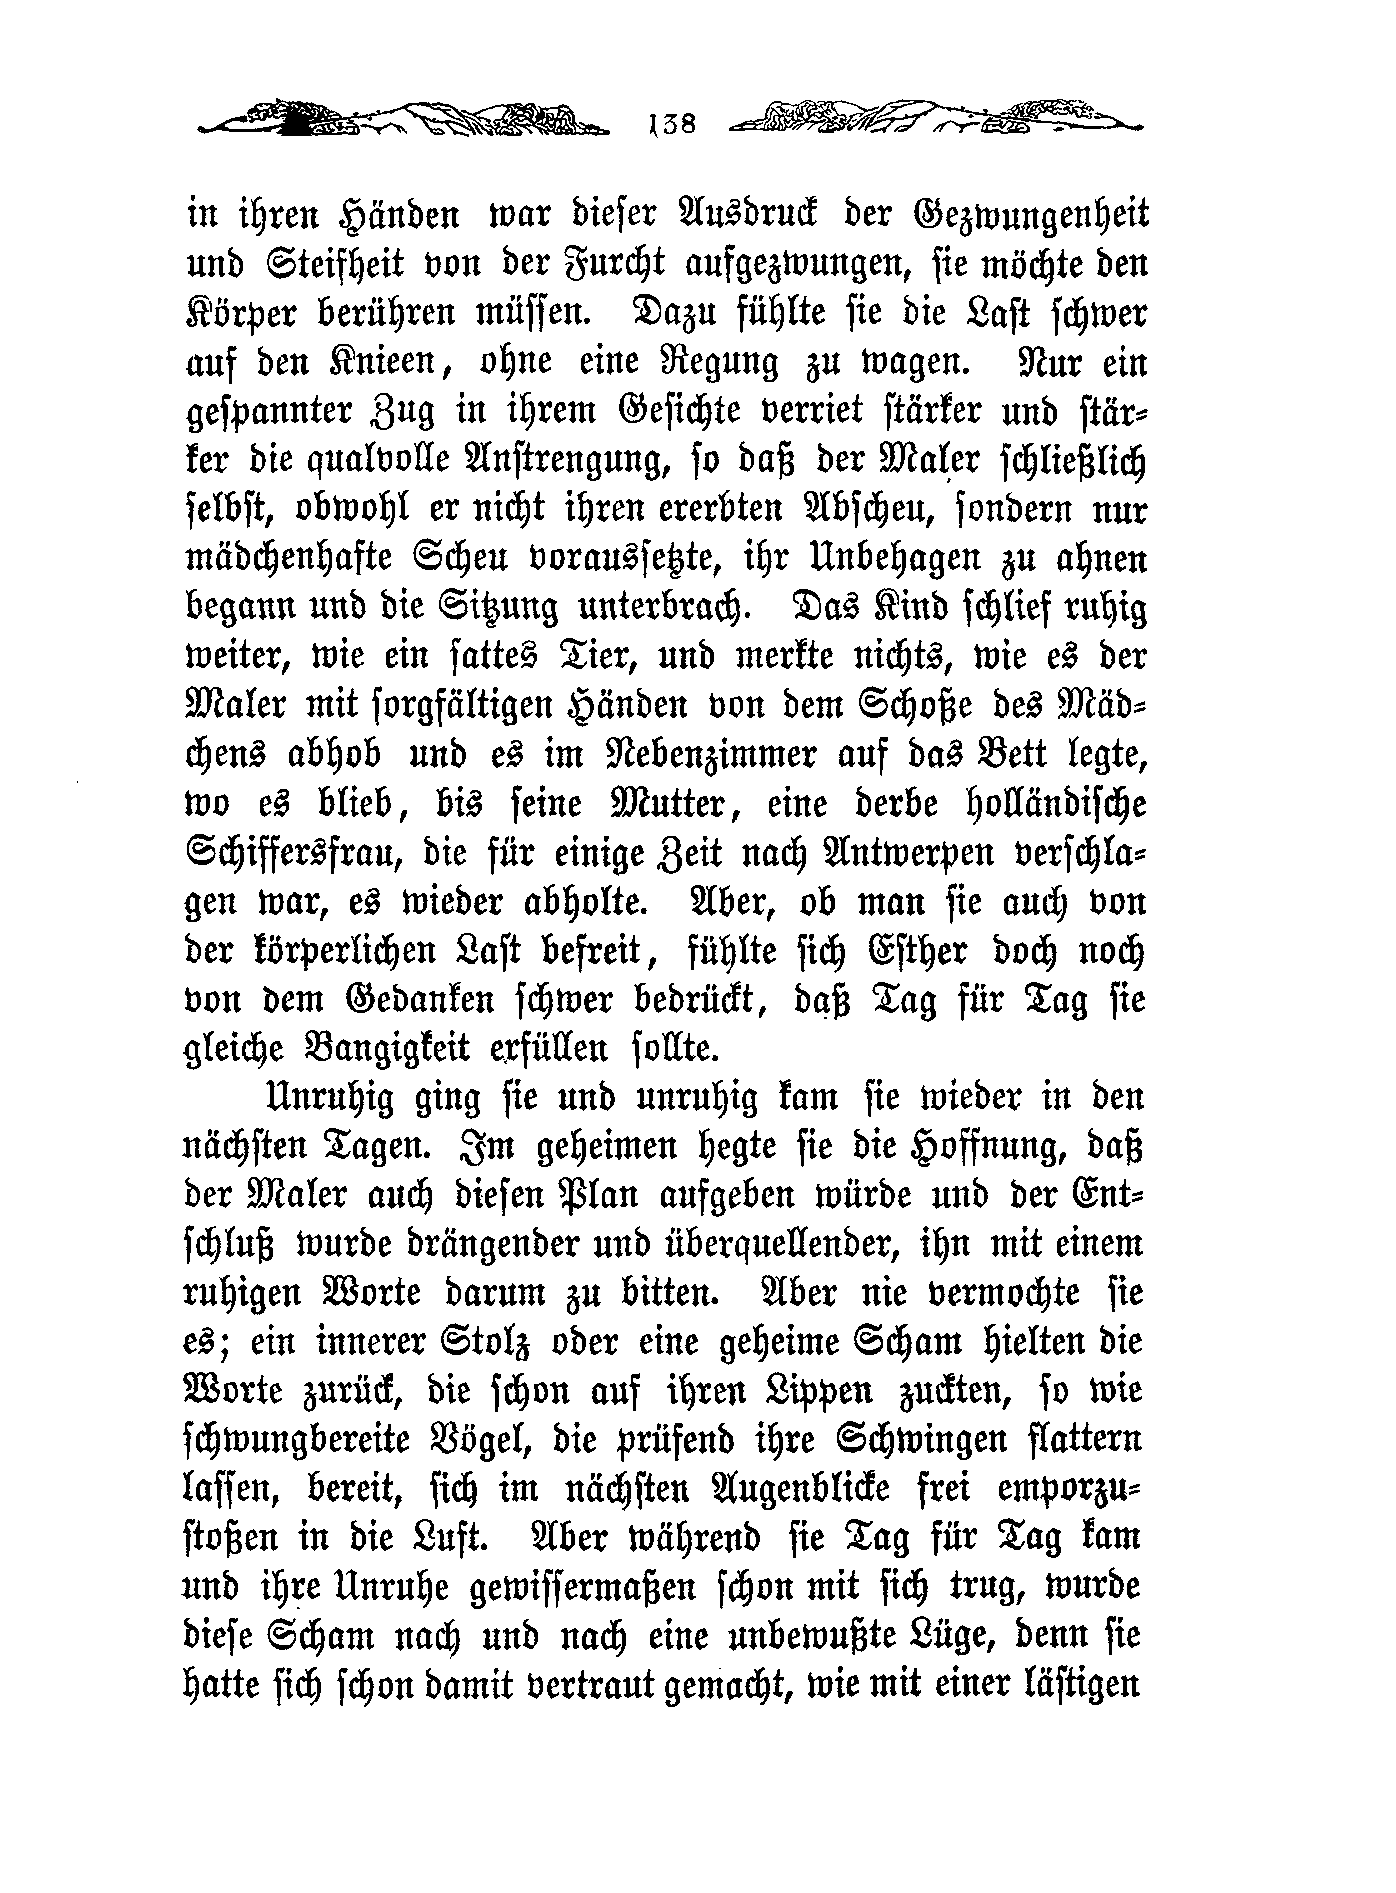 138
in ihren Händen war dieser Ausdruck der Gezwungenheit
und Steifheit von der Furcht aufgezwungen, sie möchte den
Körper berühren müssen. Dazu fühlte sie die Last schwer
auf den Knieen, ohne eine Regung zu wagen. Nur ein
gespannter Zug in ihrem Gesichte verriet stärker und stär-
ker die qualvolle Anstrengung, so daß der Maler schließlich
selbst, obwohl er nicht ihren ererbten Abscheu, sondern nur
mädchenhafte Scheu voraussetzte, ihr Unbehagen zu ahnen
begann und die Sitzung unterbrach. Das Kind schlief ruhig
weiter, wie ein sattes Tier, und merkte nichts, wie es der
Maler mit sorgfältigen Händen von dem Schoße des Mäd-
chens abhob und es im Nebenzimmer auf das Bett legte,
wo es blieb, bis seine Mutter, eine derbe holländische
Schiffersfrau, die für einige Zeit nach Antwerpen verschla-
gen war, es wieder abholte. Aber, ob man sie auch von
der körperlichen Last befreit, fühlte sich Esther doch noch
von dem Gedanken schwer bedrückt, daß Tag für Tag sie
gleiche Bangigkeit erfüllen sollte.
Unruhig ging sie und unruhig kam sie wieder in den
nächsten Tagen. Im geheimen hegte sie die Hoffnung, daß
der Maler auch diesen Plan aufgeben würde und der Ent-
schluß wurde drängender und überquellender, ihn mit einem
ruhigen Worte darum zu bitten. Aber nie vermochte sie
es; ein innerer Stolz oder eine geheime Scham hielten die
Worte zurück, die schon auf ihren Lippen zuckten, so wie
schwungbereite Vögel, die prüfend ihre Schwingen flattern
lassen, bereit, sich im nächsten Augenblicke frei emporzu-
stoßen in die Luft. Aber während sie Tag für Tag kam
und ihre Unruhe gewissermaßen schon mit sich trug, wurde
diese Scham nach und nach eine unbewußte Lüge, denn sie
hatte sich schon damit vertraut gemacht, wie mit einer lästigen